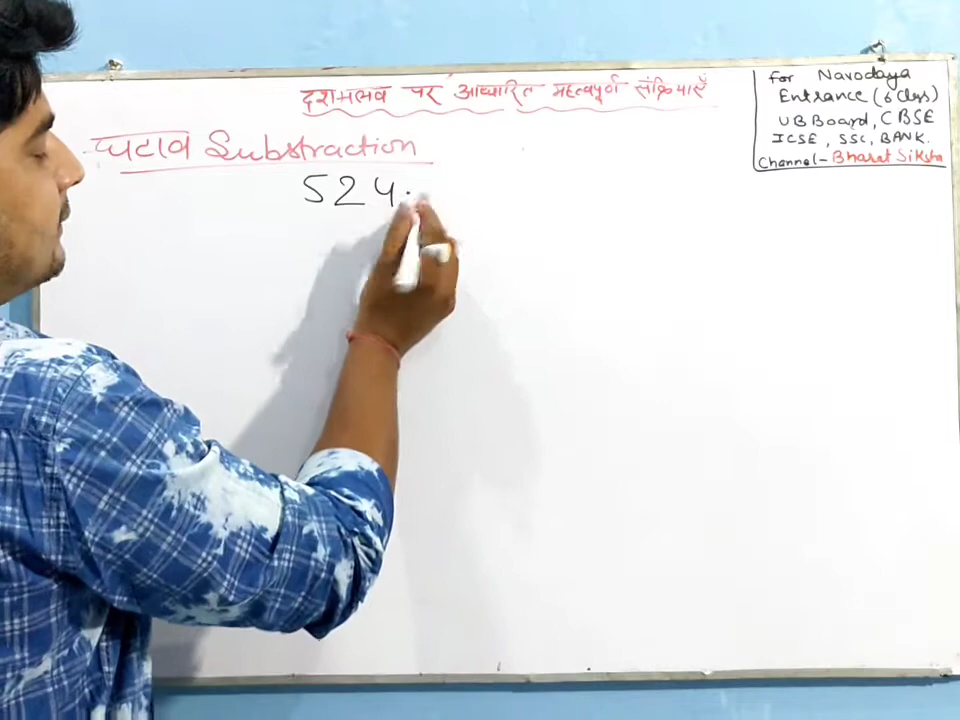 दशमलव पर आधारित महत्वपूर्ण संक्रियाएँ
घटाव Substraction
524.
For Navodaya
Entrance (6 Class)
UB Board, CBSE
ICSE, SSC, BANK.
Channel- Bharat Siksha